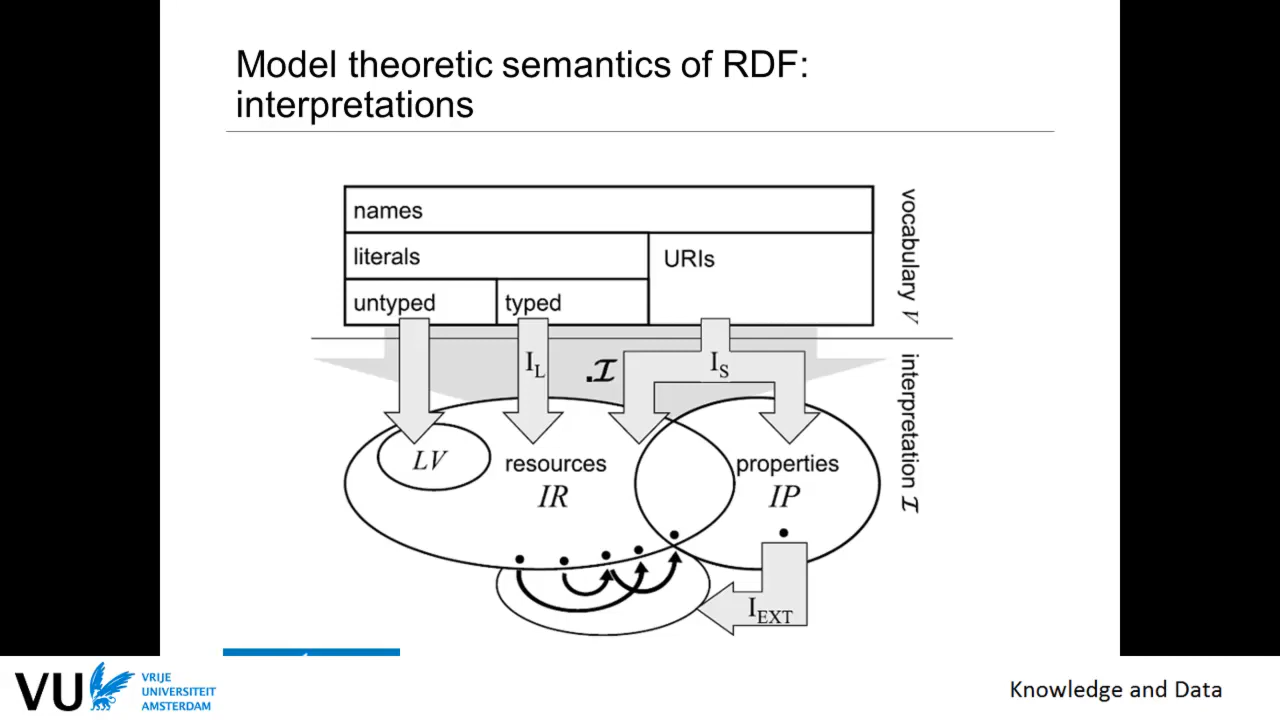 Model theoretic semantics of RDF:
interpretations
names
literals
URIs
untyped
typed
vocabulary V
I_L
.I
I_S
interpretation I
LV
resources
IR
properties
IP
I_EXT
VU
VRIJE
UNIVERSITEIT
AMSTERDAM
Knowledge and Data